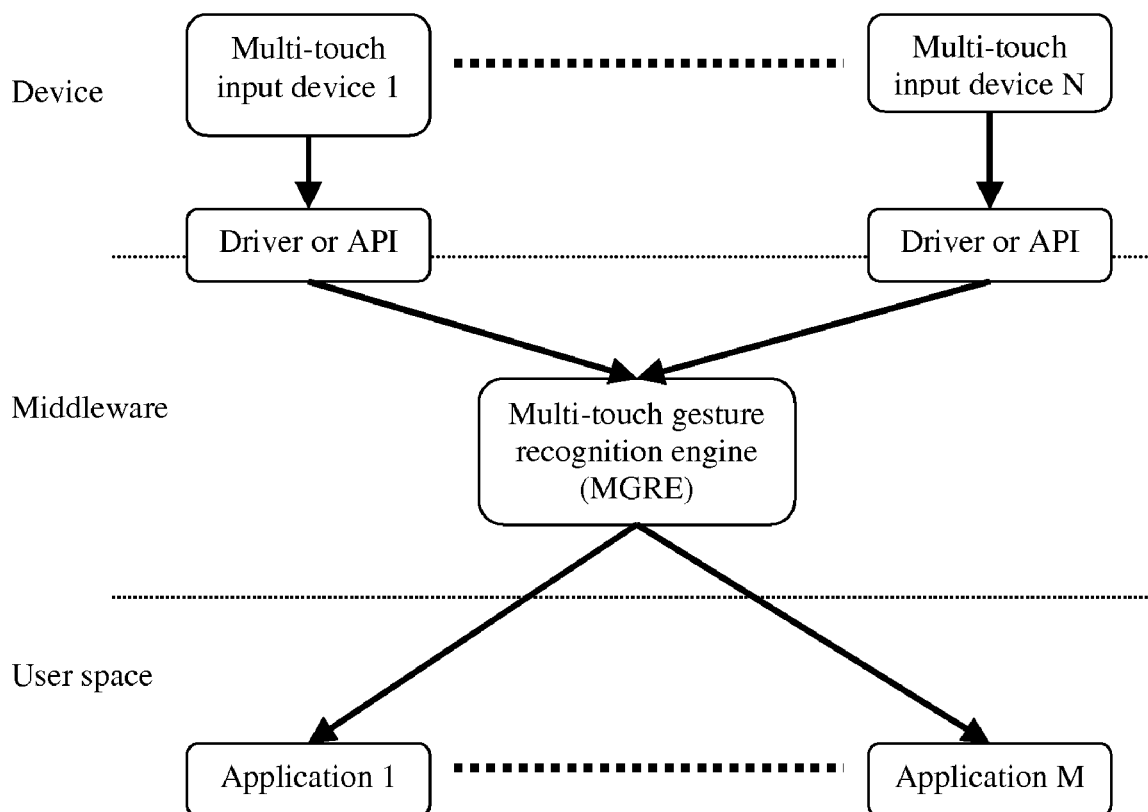 Multi-touch
input device 1
Multi-touch
input device N
Device
Driver or API
Driver or API
Middleware
Multi-touch gesture
recognition engine
(MGRE)
User space
Application 1
Application M